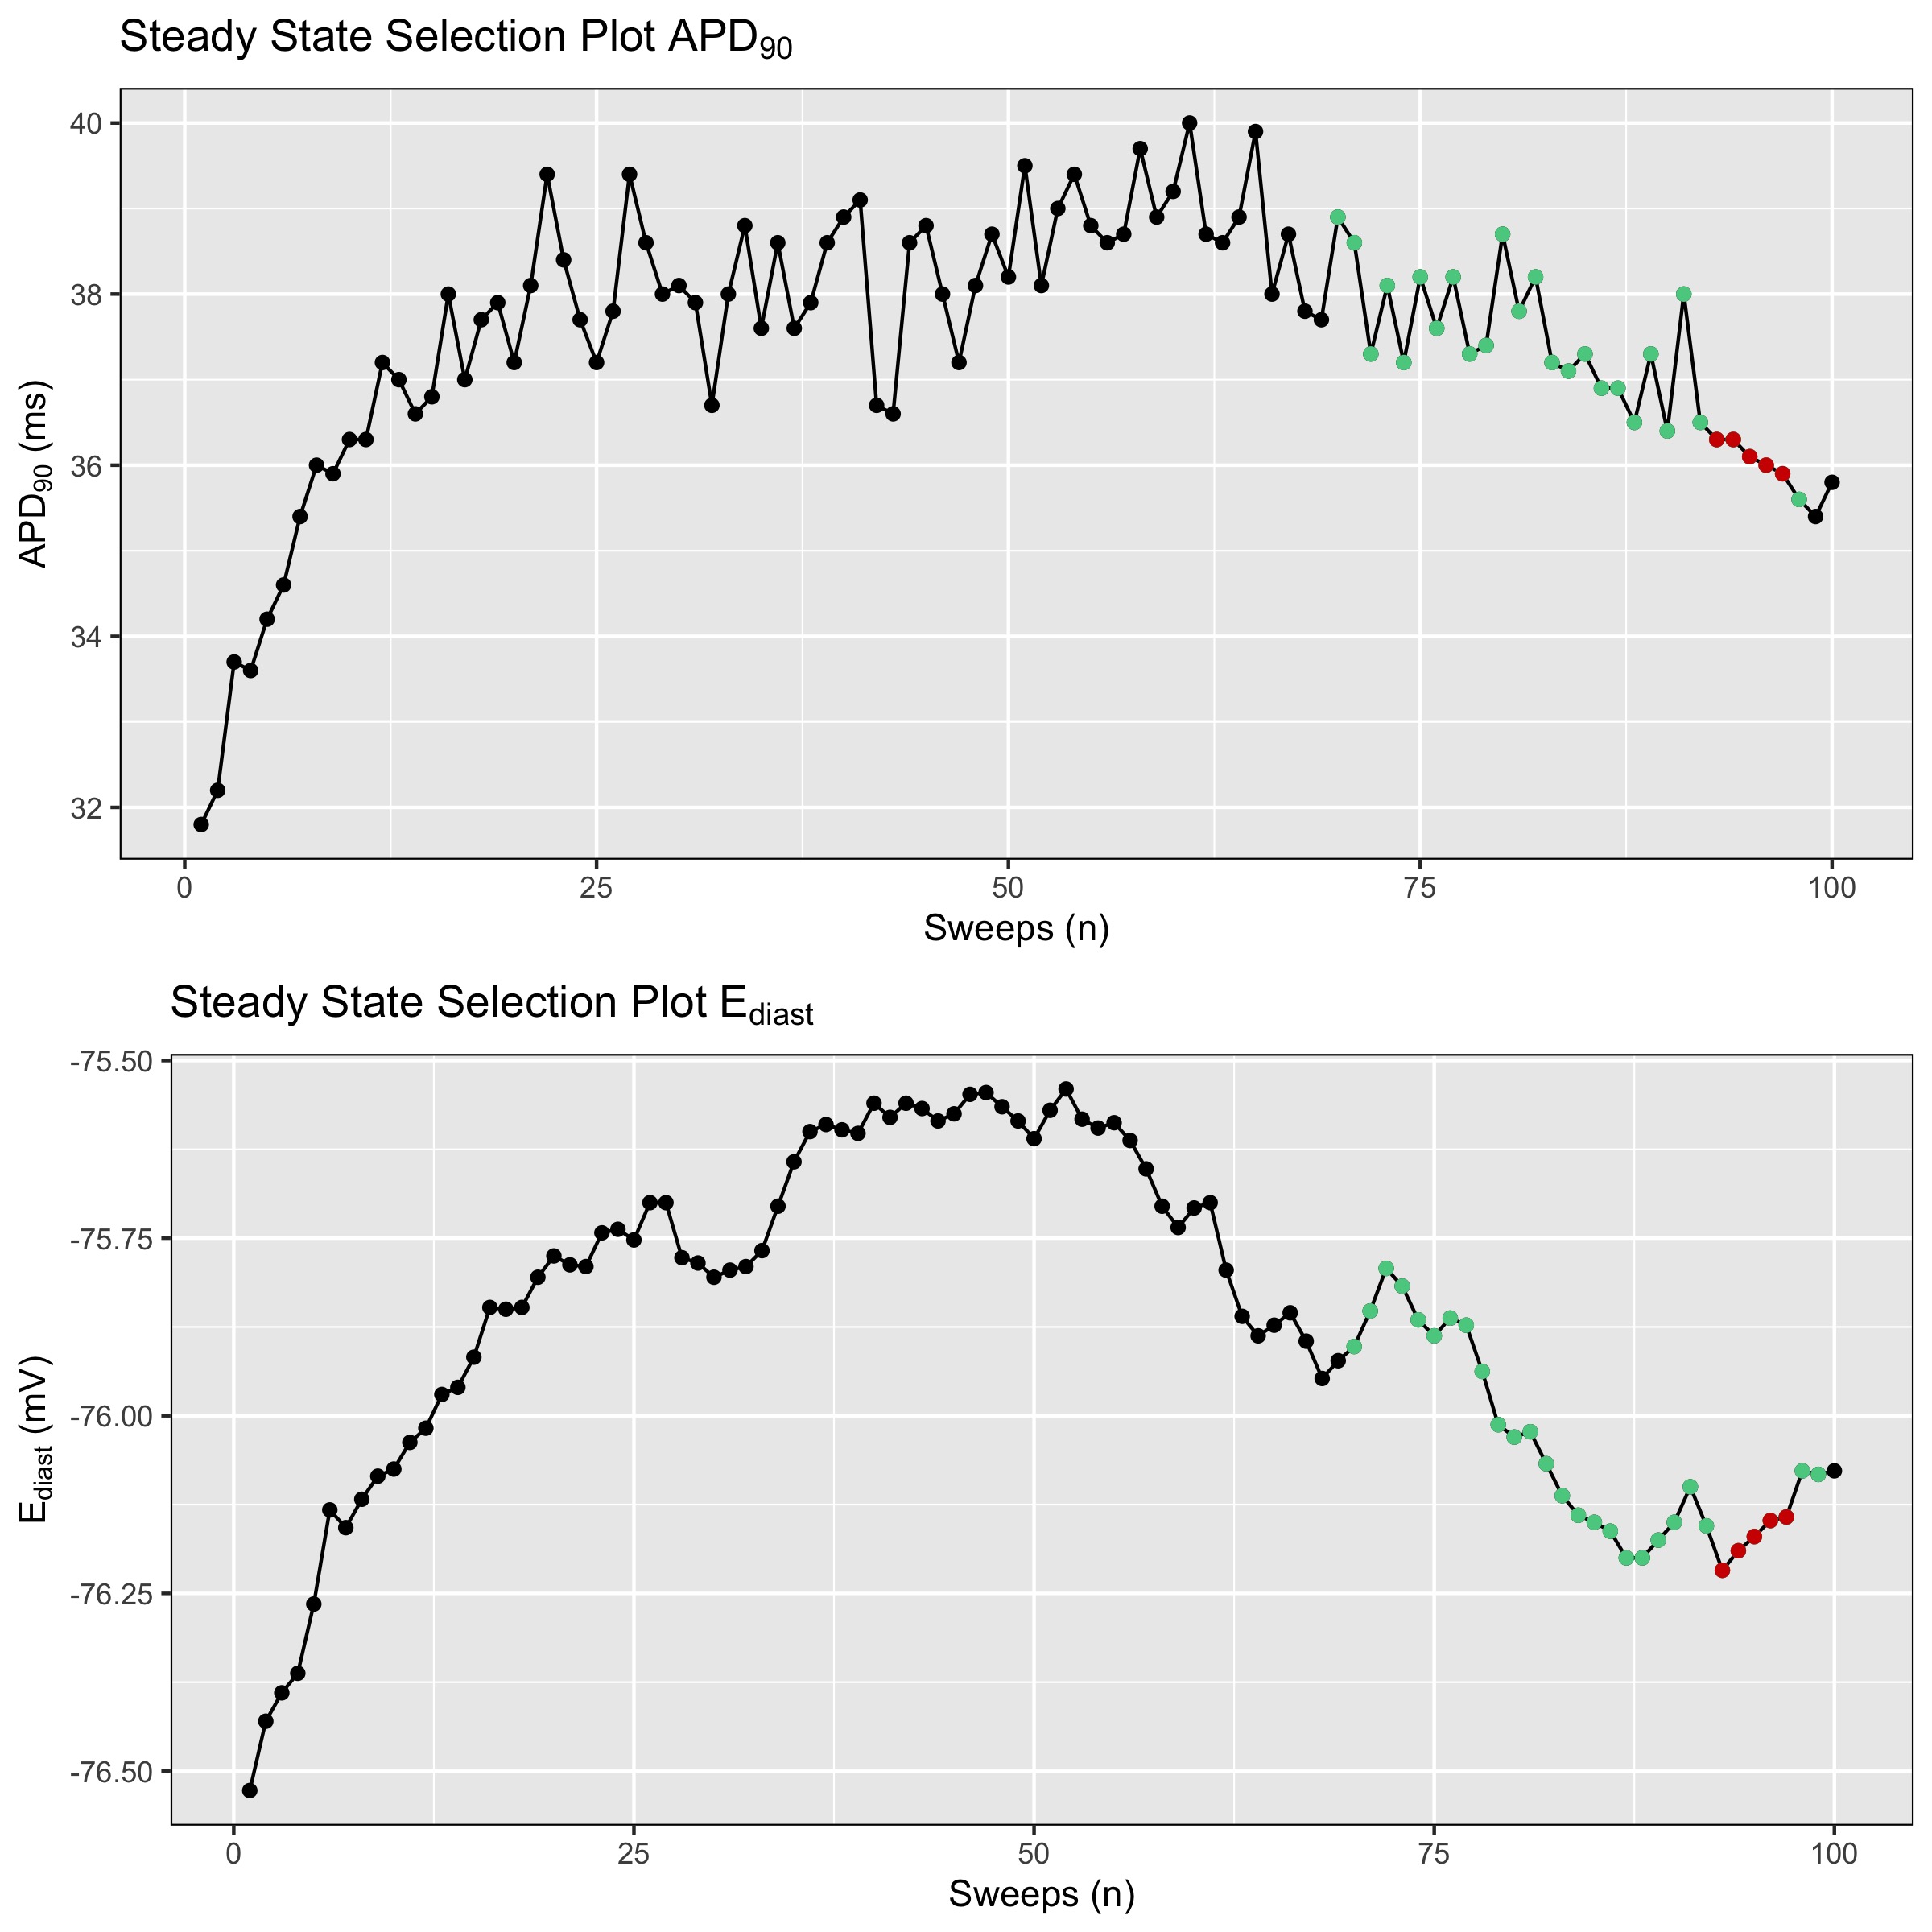 Steady State Selection Plot APD90
40
38
36
34
32
APD90 (ms)
0 25 50 75 100
Sweeps (n)
Steady State Selection Plot Ediast
-75.50
-75.75
-76.00
-76.25
-76.50
Ediast (mV)
0 25 50 75 100
Sweeps (n)